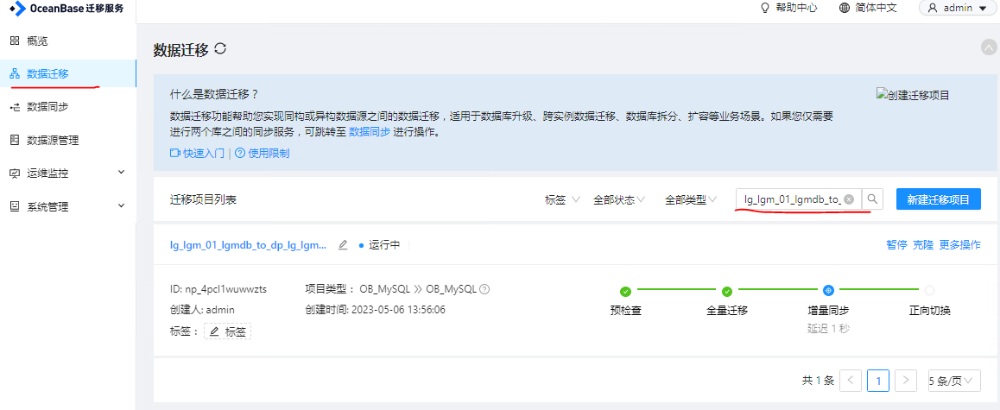 OceanBase 迁移服务
帮助中心
简体中文
admin
概览
数据迁移
数据同步
数据源管理
运维监控
系统管理
数据迁移
什么是数据迁移？
数据迁移功能帮助您实现同构或异构数据源之间的数据迁移，适用于数据库升级、跨实例数据迁移、数据库拆分、扩容等业务场景。如果您仅需要
进行两个库之间的同步服务，可跳转至 数据同步 进行操作。
快速入门 | 使用限制
创建迁移项目
迁移项目列表
标签
全部状态
全部类型
lg_lgm_01_lgmdb_to_
新建迁移项目
lg_lgm_01_lgmdb_to_dp_lg_lgm...
运行中
暂停 克隆 更多操作
ID: np_4pcl1wuwwzts
项目类型： OB_MySQL OB_MySQL
创建人: admin
创建时间: 2023-05-06 13:56:06
标签： 标签
预检查
全量迁移
增量同步
正向切换
延迟 1 秒
共 1 条
1
5 条/页